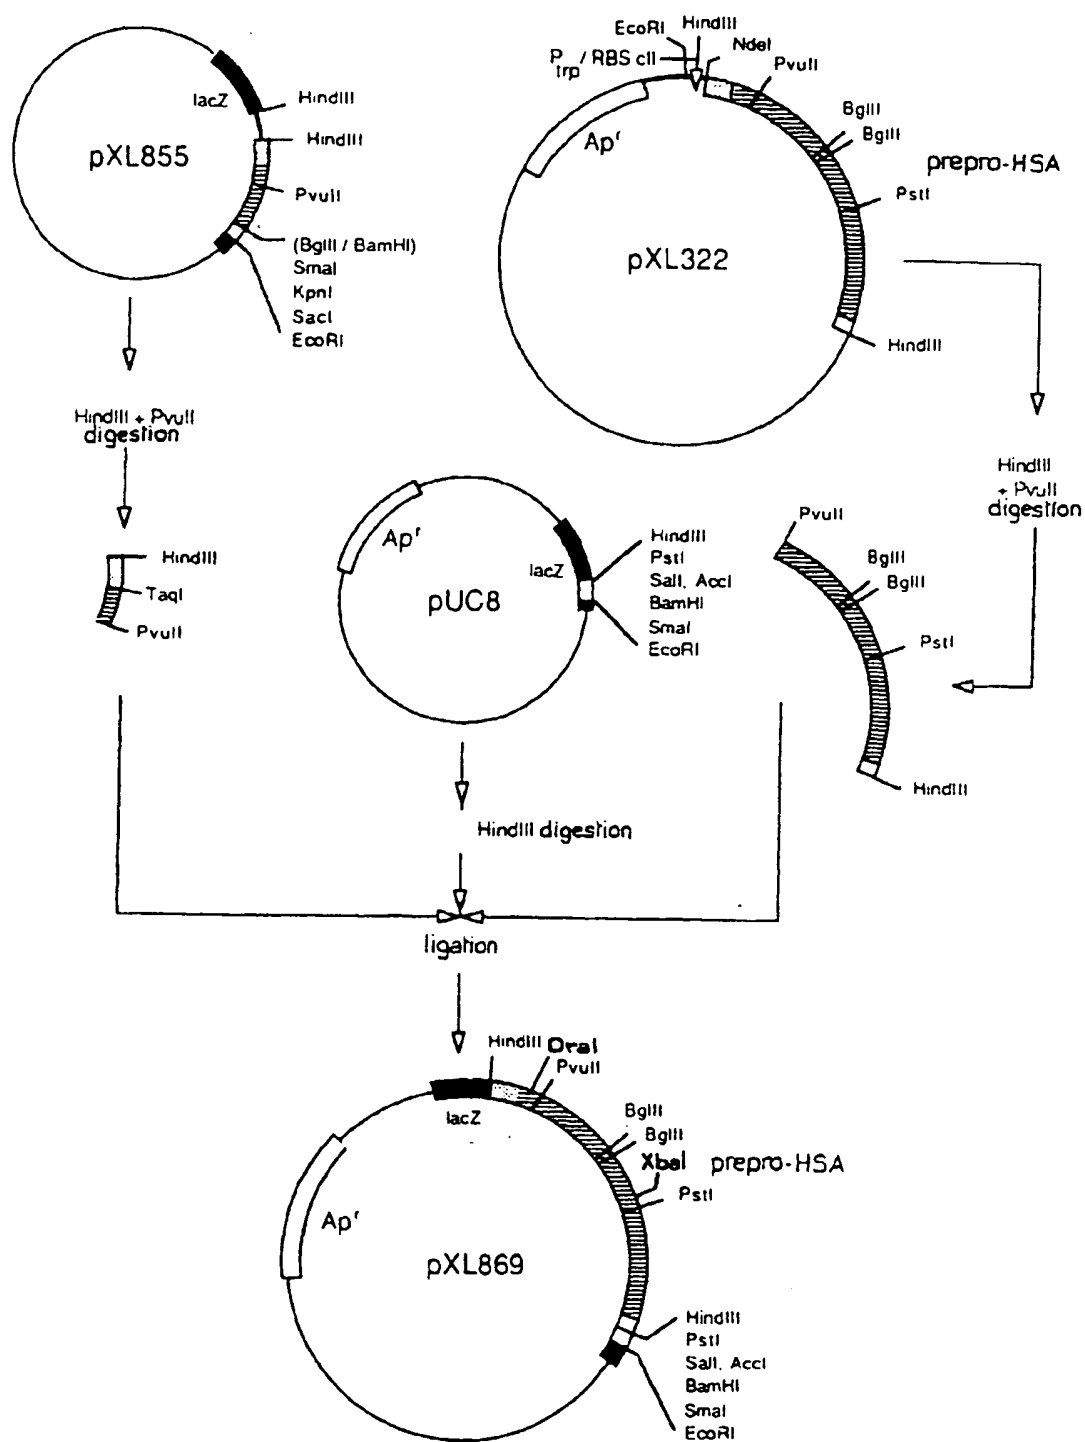 lacZ
HindIII
HindIII
pXL855
PvuII
(BglII / BamHI)
SmaI
KpnI
SacI
EcoRI
EcoRI
HindIII
Ptrp/ RBS cII
NdeI
PvuII
Apʳ
BglII
BglII
prepro-HSA
PstI
pXL322
HindIII
HindIII + PvuII
digestion
HindIII
TaqI
PvuII
Apʳ
lacZ
pUC8
HindIII
PstI
SalI, AccI
BamHI
SmaI
EcoRI
HindIII
+ PvuII
digestion
PvuII
BglII
BglII
PstI
HindIII
HindIII digestion
ligation
HindIII DraI
PvuII
lacZ
BglII
BglII
XbaI prepro-HSA
PstI
Apʳ
pXL869
HindIII
PstI
SalI, AccI
BamHI
SmaI
EcoRI